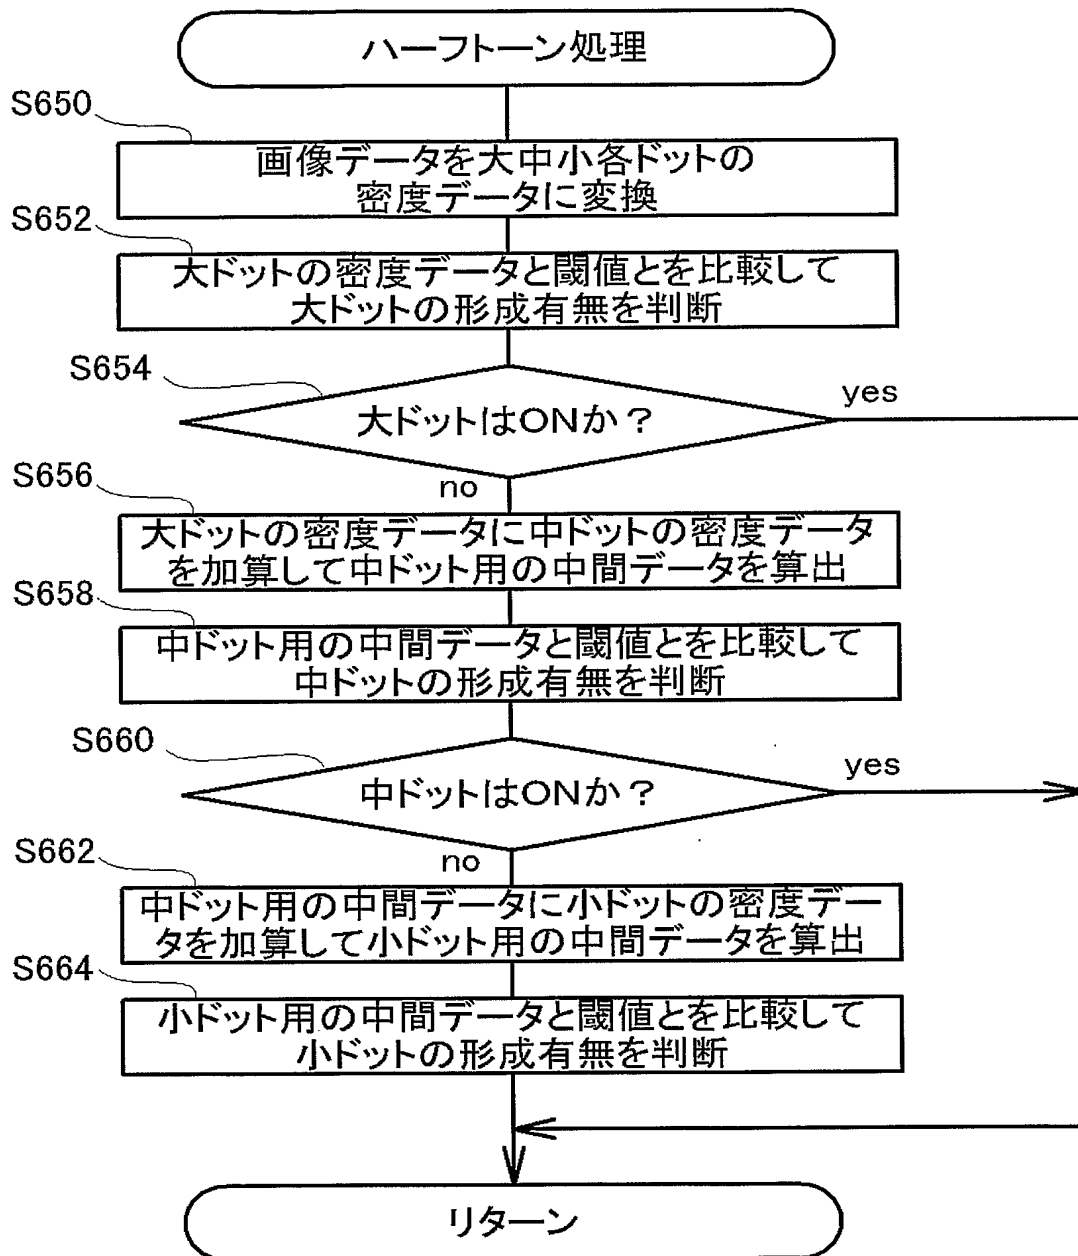 ハーフトーン処理
S650
画像データを大中小各ドットの
密度データに変換
S652
大ドットの密度データと閾値とを比較して
大ドットの形成有無を判断
S654
大ドットはONか？
yes
no
S656
大ドットの密度データに中ドットの密度データ
を加算して中ドット用の中間データを算出
S658
中ドット用の中間データと閾値とを比較して
中ドットの形成有無を判断
S660
中ドットはONか？
yes
no
S662
中ドット用の中間データに小ドットの密度デー
タを加算して小ドット用の中間データを算出
S664
小ドット用の中間データと閾値とを比較して
小ドットの形成有無を判断
リターン